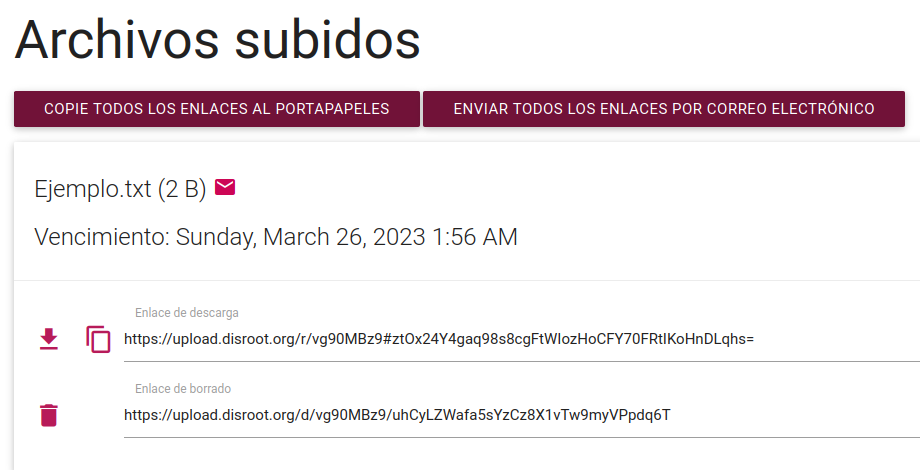 Archivos subidos
COPIE TODOS LOS ENLACES AL PORTAPAPELES
ENVIAR TODOS LOS ENLACES POR CORREO ELECTRÓNICO
Ejemplo.txt (2 B)
Vencimiento: Sunday, March 26, 2023 1:56 AM
Enlace de descarga
https://upload.disroot.org/r/vg90MBz9#ztOx24Y4gaq98s8cgFtWlozHoCFY70FRtlKoHnDLqhs=
Enlace de borrado
https://upload.disroot.org/d/vg90MBz9/uhCyLZWafa5sYzCz8X1vTw9myVPpdq6T